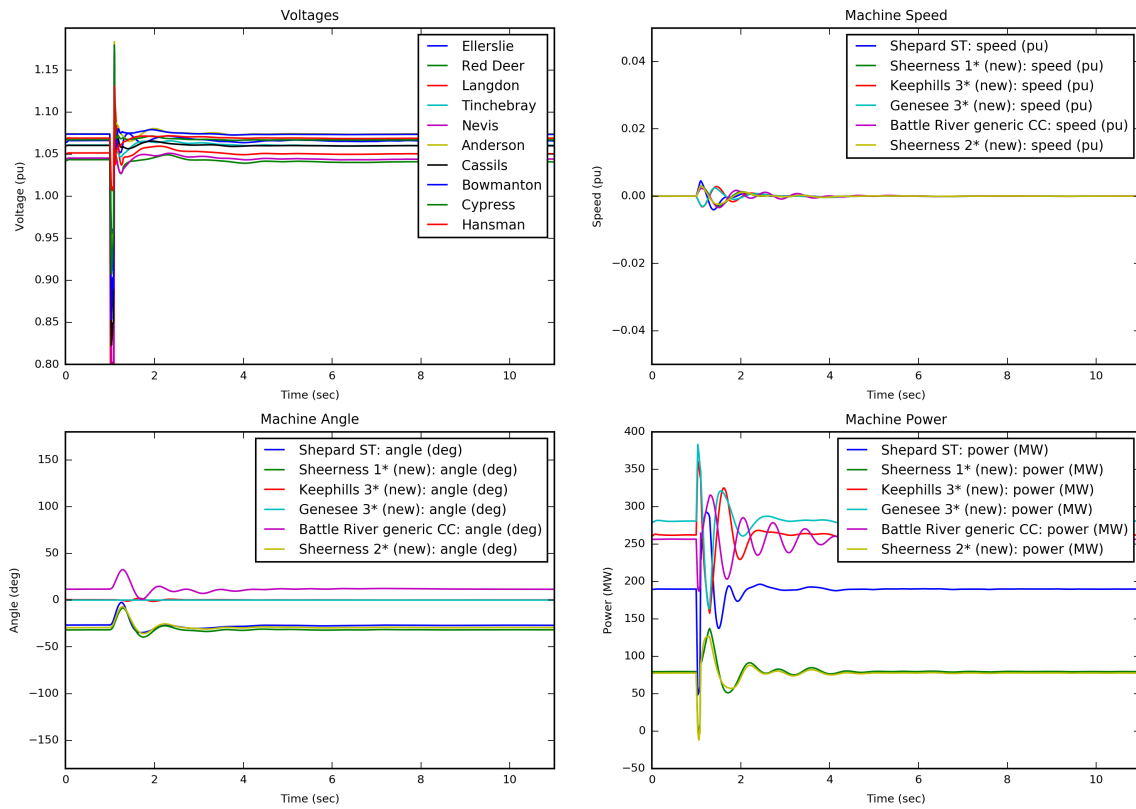 Voltages
1.15
1.10
1.05
1.00
0.95
0.90
0.85
0.80
Voltage (pu)
Ellerslie
Red Deer
Langdon
Tinchebray
Nevis
Anderson
Cassils
Bowmanton
Cypress
Hansman
0 2 4 6 8 10
Time (sec)
Machine Speed
0.04
0.02
0.00
−0.02
−0.04
Speed (pu)
Shepard ST: speed (pu)
Sheerness 1* (new): speed (pu)
Keephills 3* (new): speed (pu)
Genesee 3* (new): speed (pu)
Battle River generic CC: speed (pu)
Sheerness 2* (new): speed (pu)
0 2 4 6 8 10
Time (sec)
Machine Angle
150
100
50
0
−50
−100
−150
Angle (deg)
Shepard ST: angle (deg)
Sheerness 1* (new): angle (deg)
Keephills 3* (new): angle (deg)
Genesee 3* (new): angle (deg)
Battle River generic CC: angle (deg)
Sheerness 2* (new): angle (deg)
0 2 4 6 8 10
Time (sec)
Machine Power
400
350
300
250
200
150
100
50
0
−50
Power (MW)
Shepard ST: power (MW)
Sheerness 1* (new): power (MW)
Keephills 3* (new): power (MW)
Genesee 3* (new): power (MW)
Battle River generic CC: power (MW)
Sheerness 2* (new): power (MW)
0 2 4 6 8 10
Time (sec)